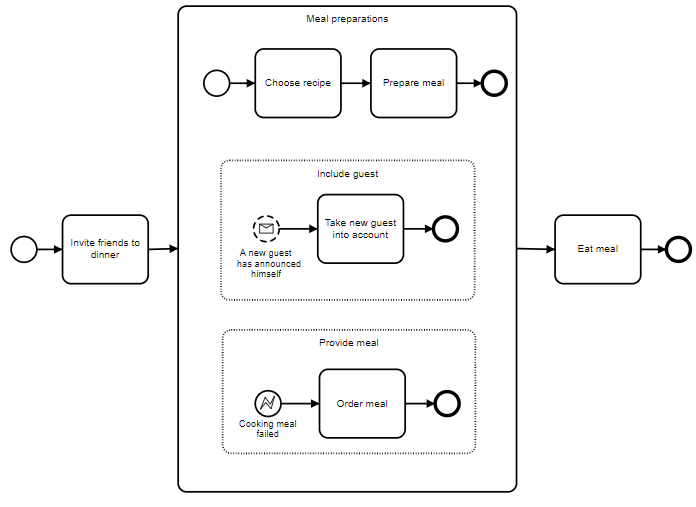 Meal preparations
Choose recipe
Prepare meal
Include guest
Take new guest
into account
A new guest
has announced
himself
Invite friends to
dinner
Eat meal
Provide meal
Order meal
Cooking meal
failed